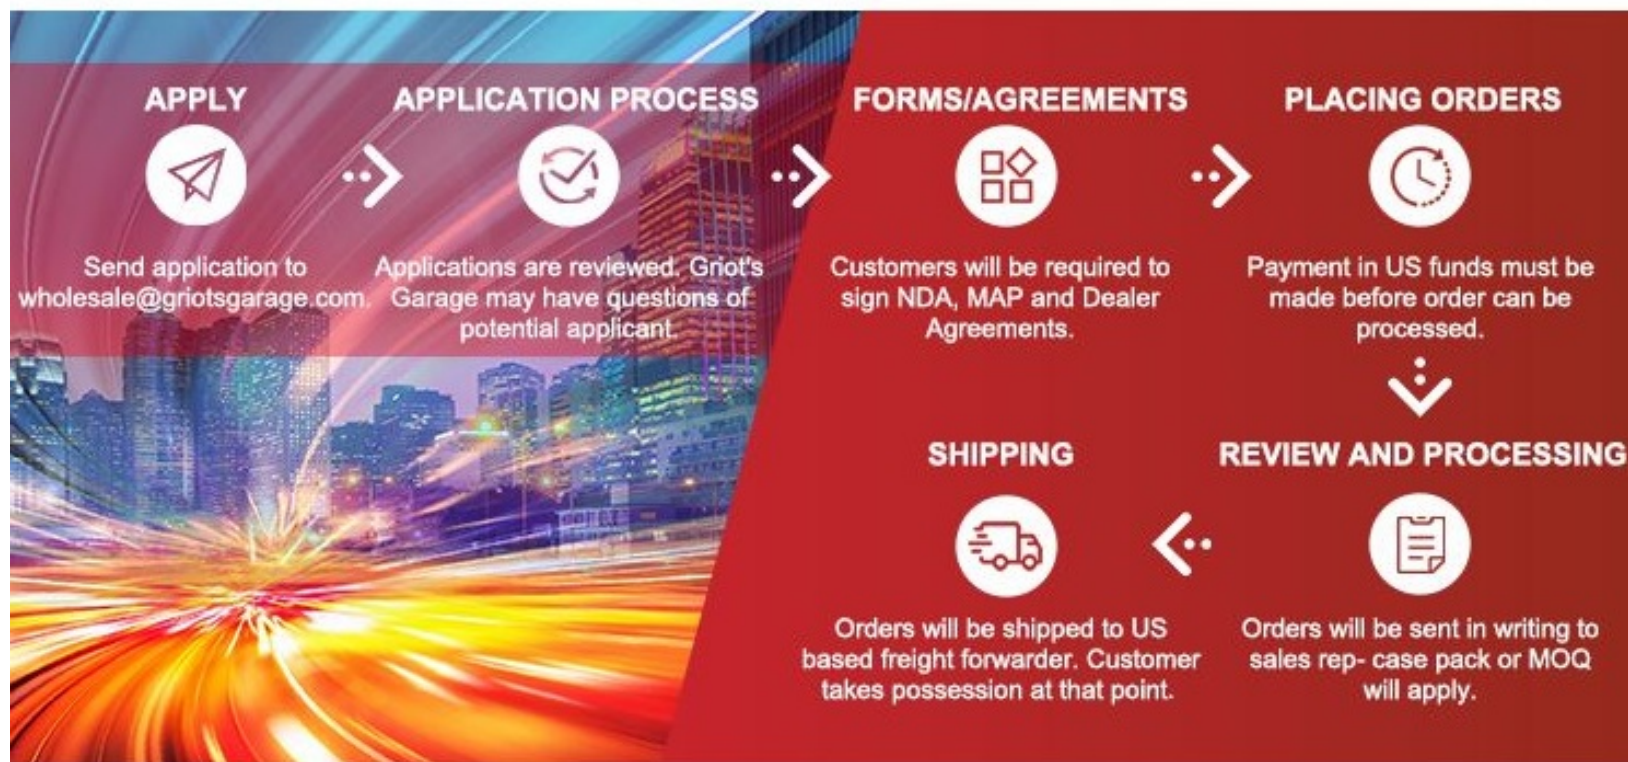 APPLY
Send application to
wholesale@griotsgarage.com.
APPLICATION PROCESS
Applications are reviewed. Griot's
Garage may have questions of
potential applicant.
FORMS/AGREEMENTS
Customers will be required to
sign NDA, MAP and Dealer
Agreements.
PLACING ORDERS
Payment in US funds must be
made before order can be
processed.
REVIEW AND PROCESSING
Orders will be sent in writing to
sales rep- case pack or MOQ
will apply.
SHIPPING
Orders will be shipped to US
based freight forwarder. Customer
takes possession at that point.